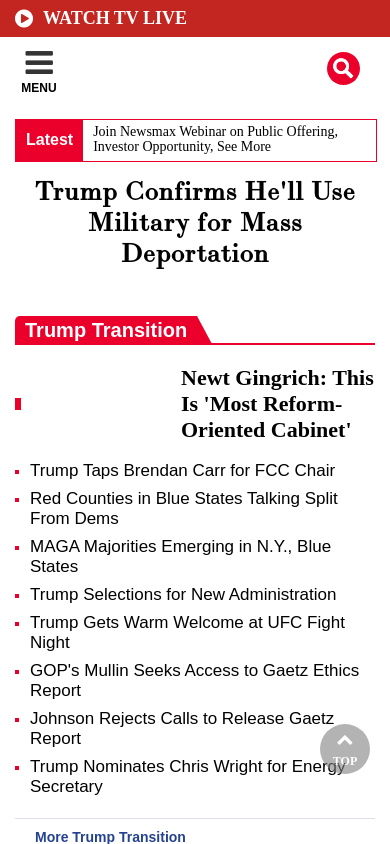 WATCH TV LIVE
MENU
Latest
Join Newsmax Webinar on Public Offering,
Investor Opportunity, See More
Trump Confirms He'll Use
Military for Mass
Deportation
Trump Transition
Newt Gingrich: This
Is 'Most Reform-
Oriented Cabinet'
Trump Taps Brendan Carr for FCC Chair
Red Counties in Blue States Talking Split
From Dems
MAGA Majorities Emerging in N.Y., Blue
States
Trump Selections for New Administration
Trump Gets Warm Welcome at UFC Fight
Night
GOP's Mullin Seeks Access to Gaetz Ethics
Report
Johnson Rejects Calls to Release Gaetz
Report
Trump Nominates Chris Wright for Energy
Secretary
TOP
More Trump Transition